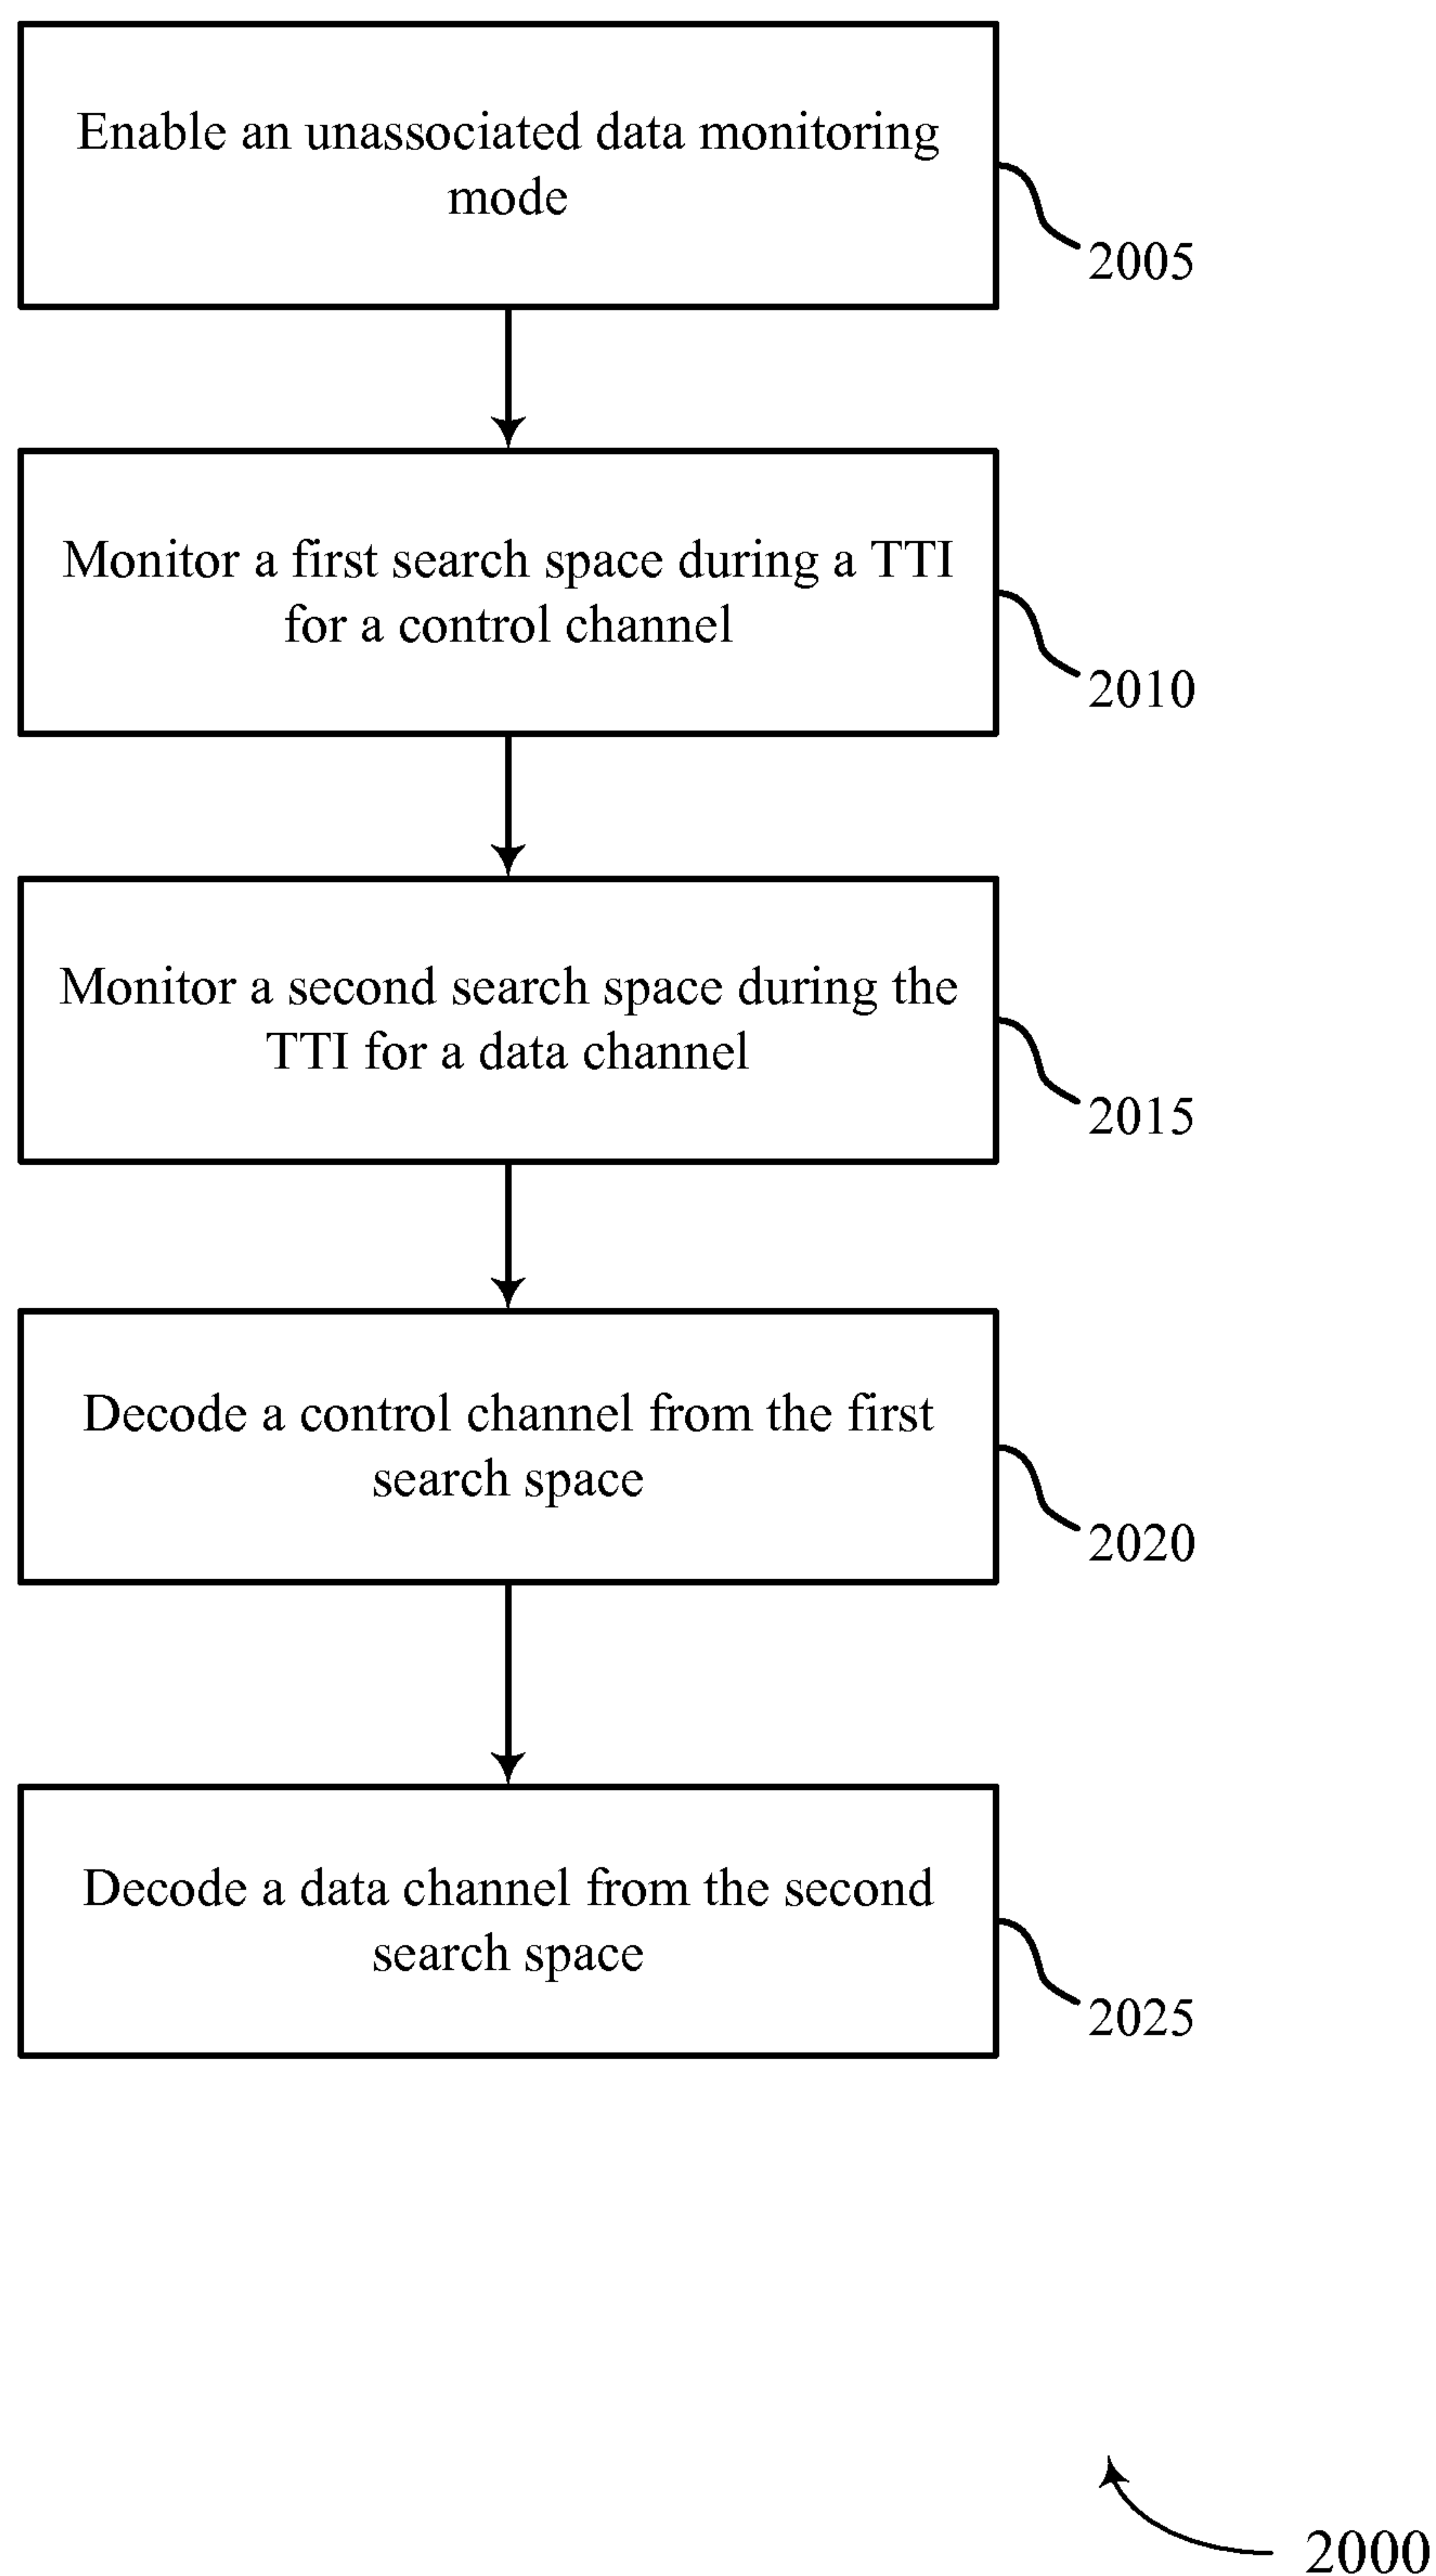 Enable an unassociated data monitoring
mode
2005
Monitor a first search space during a TTI
for a control channel
2010
Monitor a second search space during the
TTI for a data channel
2015
Decode a control channel from the first
search space
2020
Decode a data channel from the second
search space
2025
2000